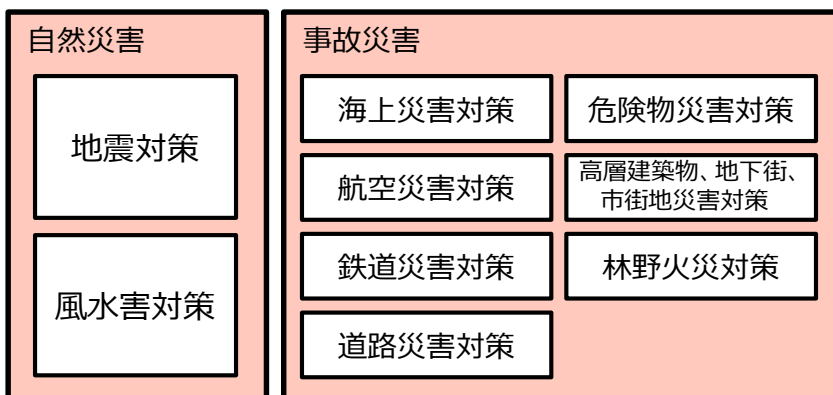 自然災害
地震対策
風水害対策
事故災害
海上災害対策
危険物災害対策
航空災害対策
高層建築物、地下街、
市街地災害対策
鉄道災害対策
林野火災対策
道路災害対策